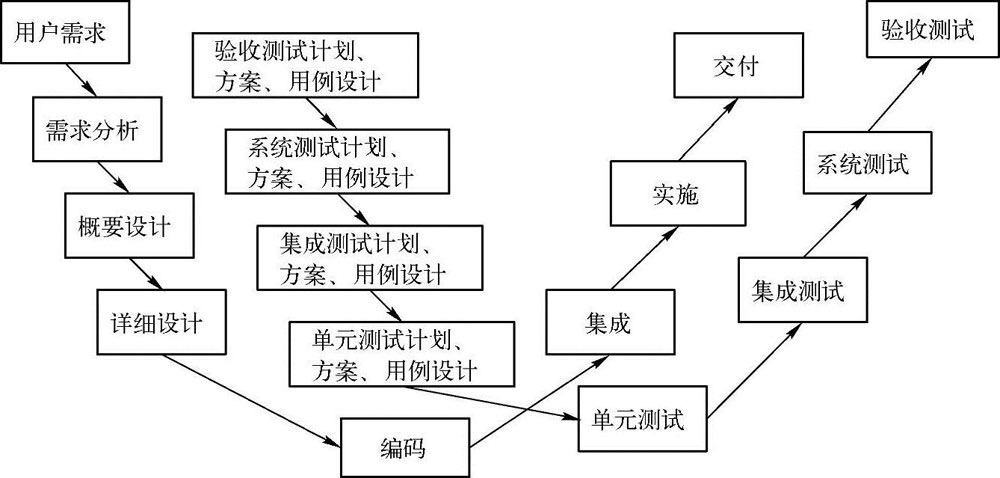 用户需求
需求分析
概要设计
详细设计
验收测试计划、
方案、用例设计
系统测试计划、
方案、用例设计
集成测试计划、
方案、用例设计
单元测试计划、
方案、用例设计
编码
集成
实施
交付
单元测试
集成测试
系统测试
验收测试